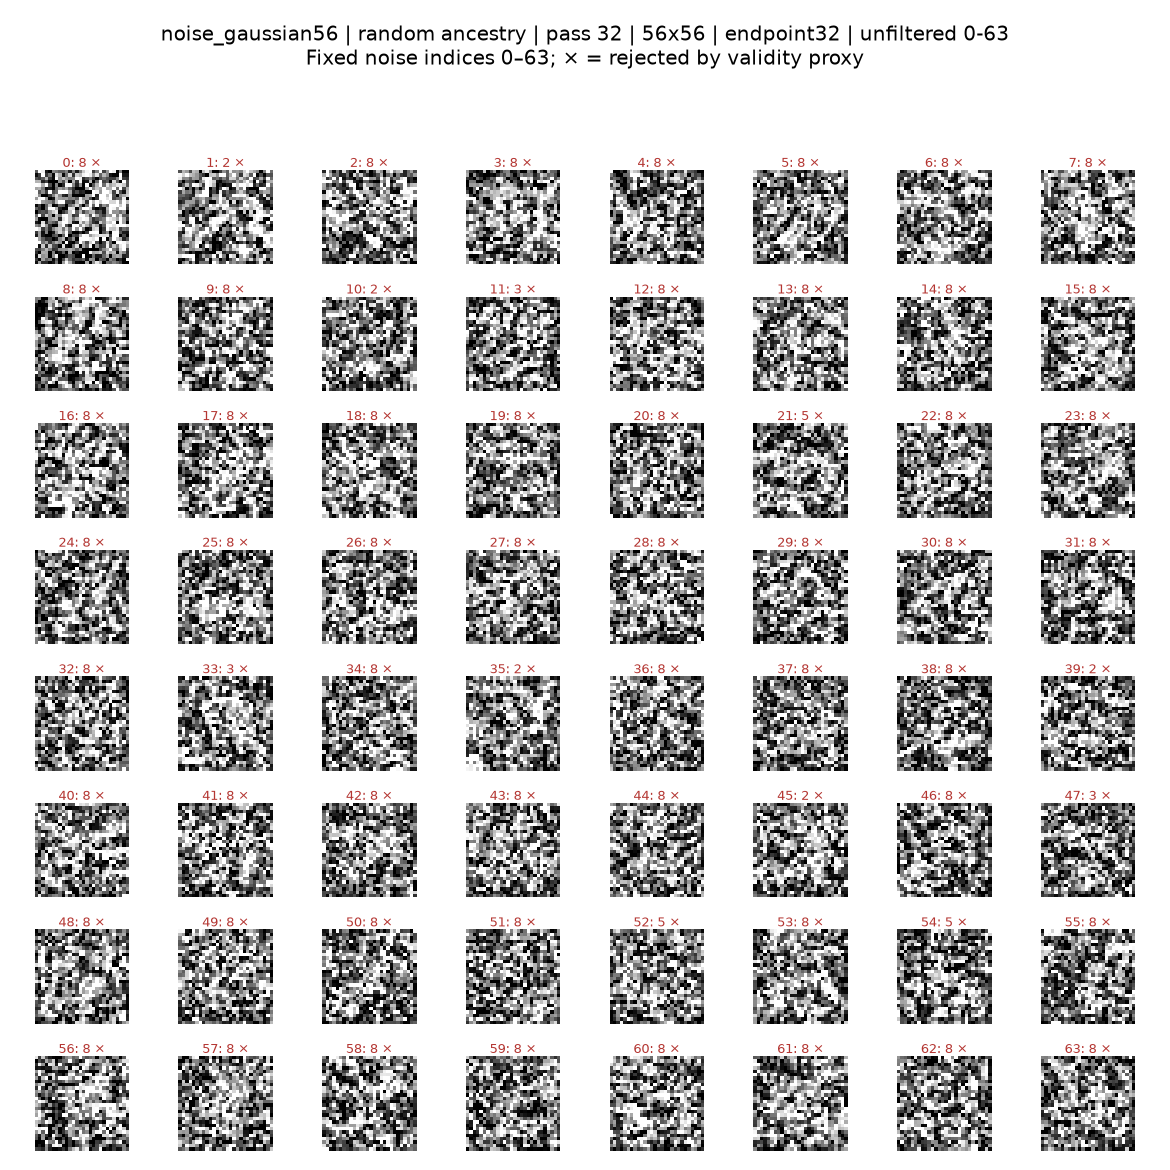 noise_gaussian56 | random ancestry | pass 32 | 56x56 | endpoint32 | unfiltered 0-63
Fixed noise indices 0–63; × = rejected by validity proxy
0: 8 × 1: 2 × 2: 8 × 3: 8 × 4: 8 × 5: 8 × 6: 8 × 7: 8 ×
8: 8 × 9: 8 × 10: 2 × 11: 3 × 12: 8 × 13: 8 × 14: 8 × 15: 8 ×
16: 8 × 17: 8 × 18: 8 × 19: 8 × 20: 8 × 21: 5 × 22: 8 × 23: 8 ×
24: 8 × 25: 8 × 26: 8 × 27: 8 × 28: 8 × 29: 8 × 30: 8 × 31: 8 ×
32: 8 × 33: 3 × 34: 8 × 35: 2 × 36: 8 × 37: 8 × 38: 8 × 39: 2 ×
40: 8 × 41: 8 × 42: 8 × 43: 8 × 44: 8 × 45: 2 × 46: 8 × 47: 3 ×
48: 8 × 49: 8 × 50: 8 × 51: 8 × 52: 5 × 53: 8 × 54: 5 × 55: 8 ×
56: 8 × 57: 8 × 58: 8 × 59: 8 × 60: 8 × 61: 8 × 62: 8 × 63: 8 ×